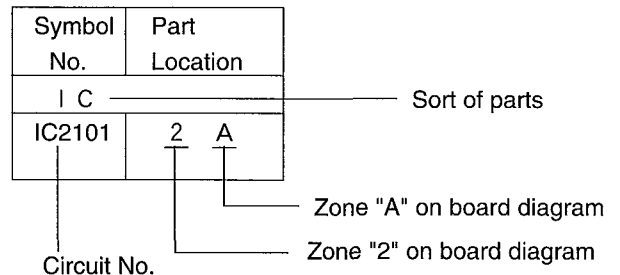 Symbol Part
No. Location
I C Sort of parts
IC2101 2 A
Zone "A" on board diagram
Zone "2" on board diagram
Circuit No.